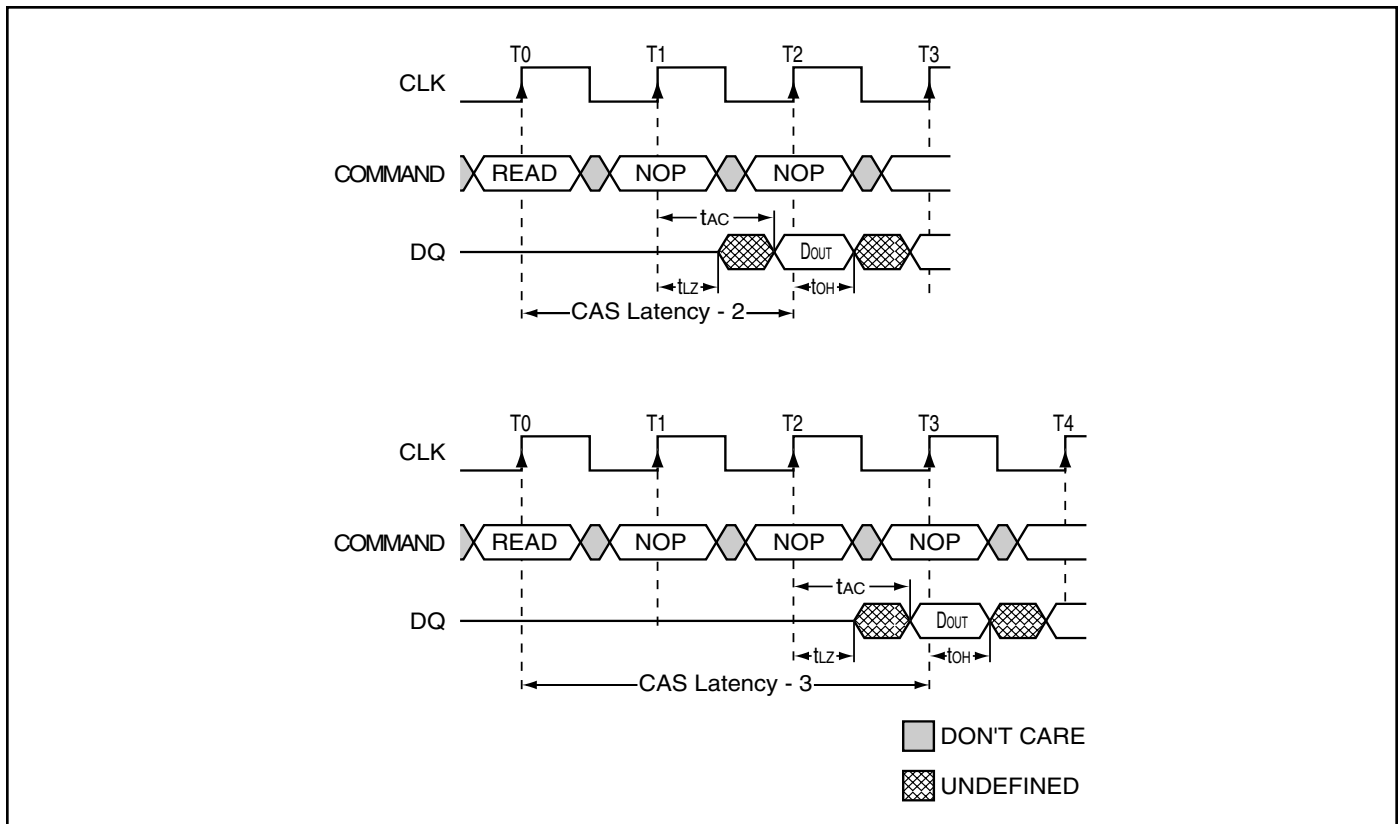 T0 T1 T2 T3
CLK
COMMAND READ NOP NOP
tAC
DQ DOUT
tLZ tOH
CAS Latency - 2
T0 T1 T2 T3 T4
CLK
COMMAND READ NOP NOP NOP
tAC
DQ DOUT
tLZ tOH
CAS Latency - 3
DON'T CARE
UNDEFINED